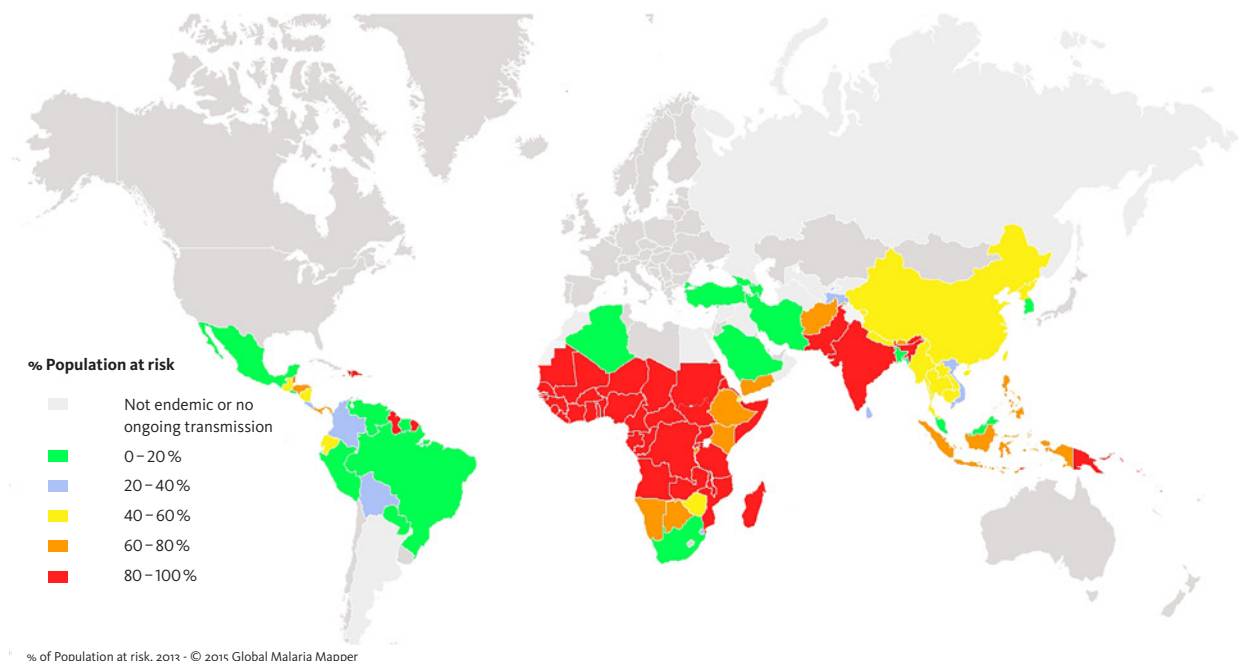 % Population at risk
Not endemic or no
ongoing transmission
0–20%
20–40%
40–60%
60–80%
80–100%
% of Population at risk, 2013 - © 2015 Global Malaria Mapper